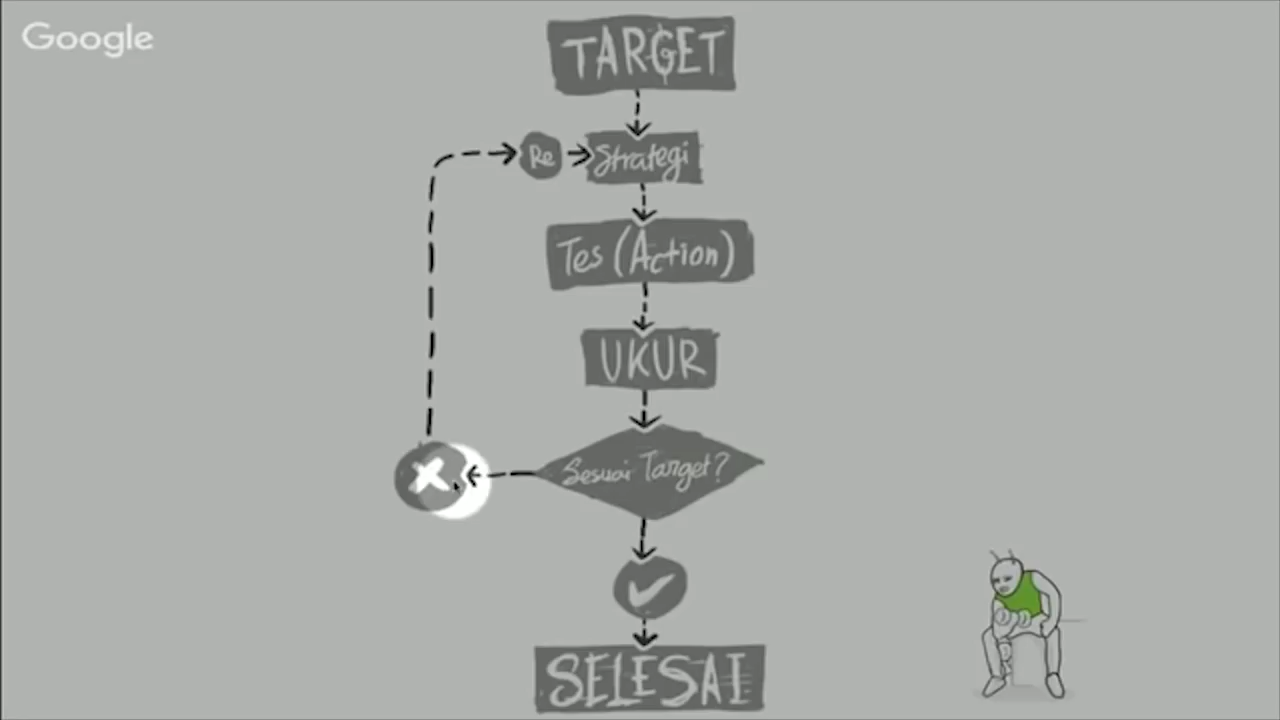 Google
TARGET
Re
Strategi
Tes (Action)
UKUR
Sesuai Target?
SELESAI